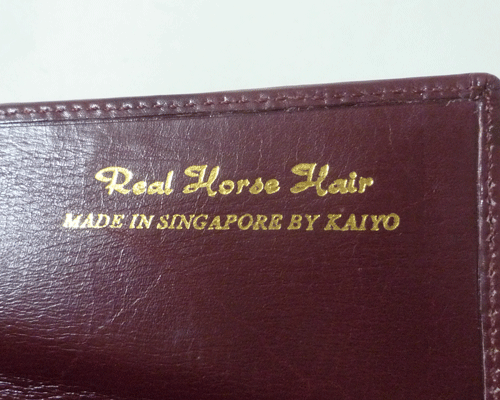 Real Horse Hair
MADE IN SINGAPORE BY KAIYO